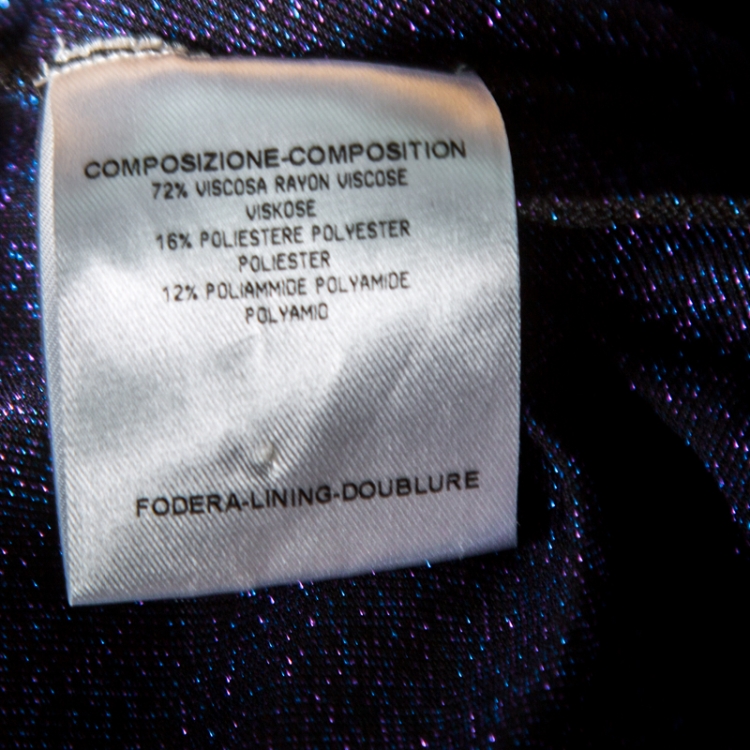 COMPOSIZIONE-COMPOSITION
72% VISCOSA RAYON VISCOSE
VISKOSE
16% POLIESTERE POLYESTER
POLIESTER
12% POLIAMMIDE POLYAMIDE
POLYAMID
FODERA-LINING-DOUBLURE